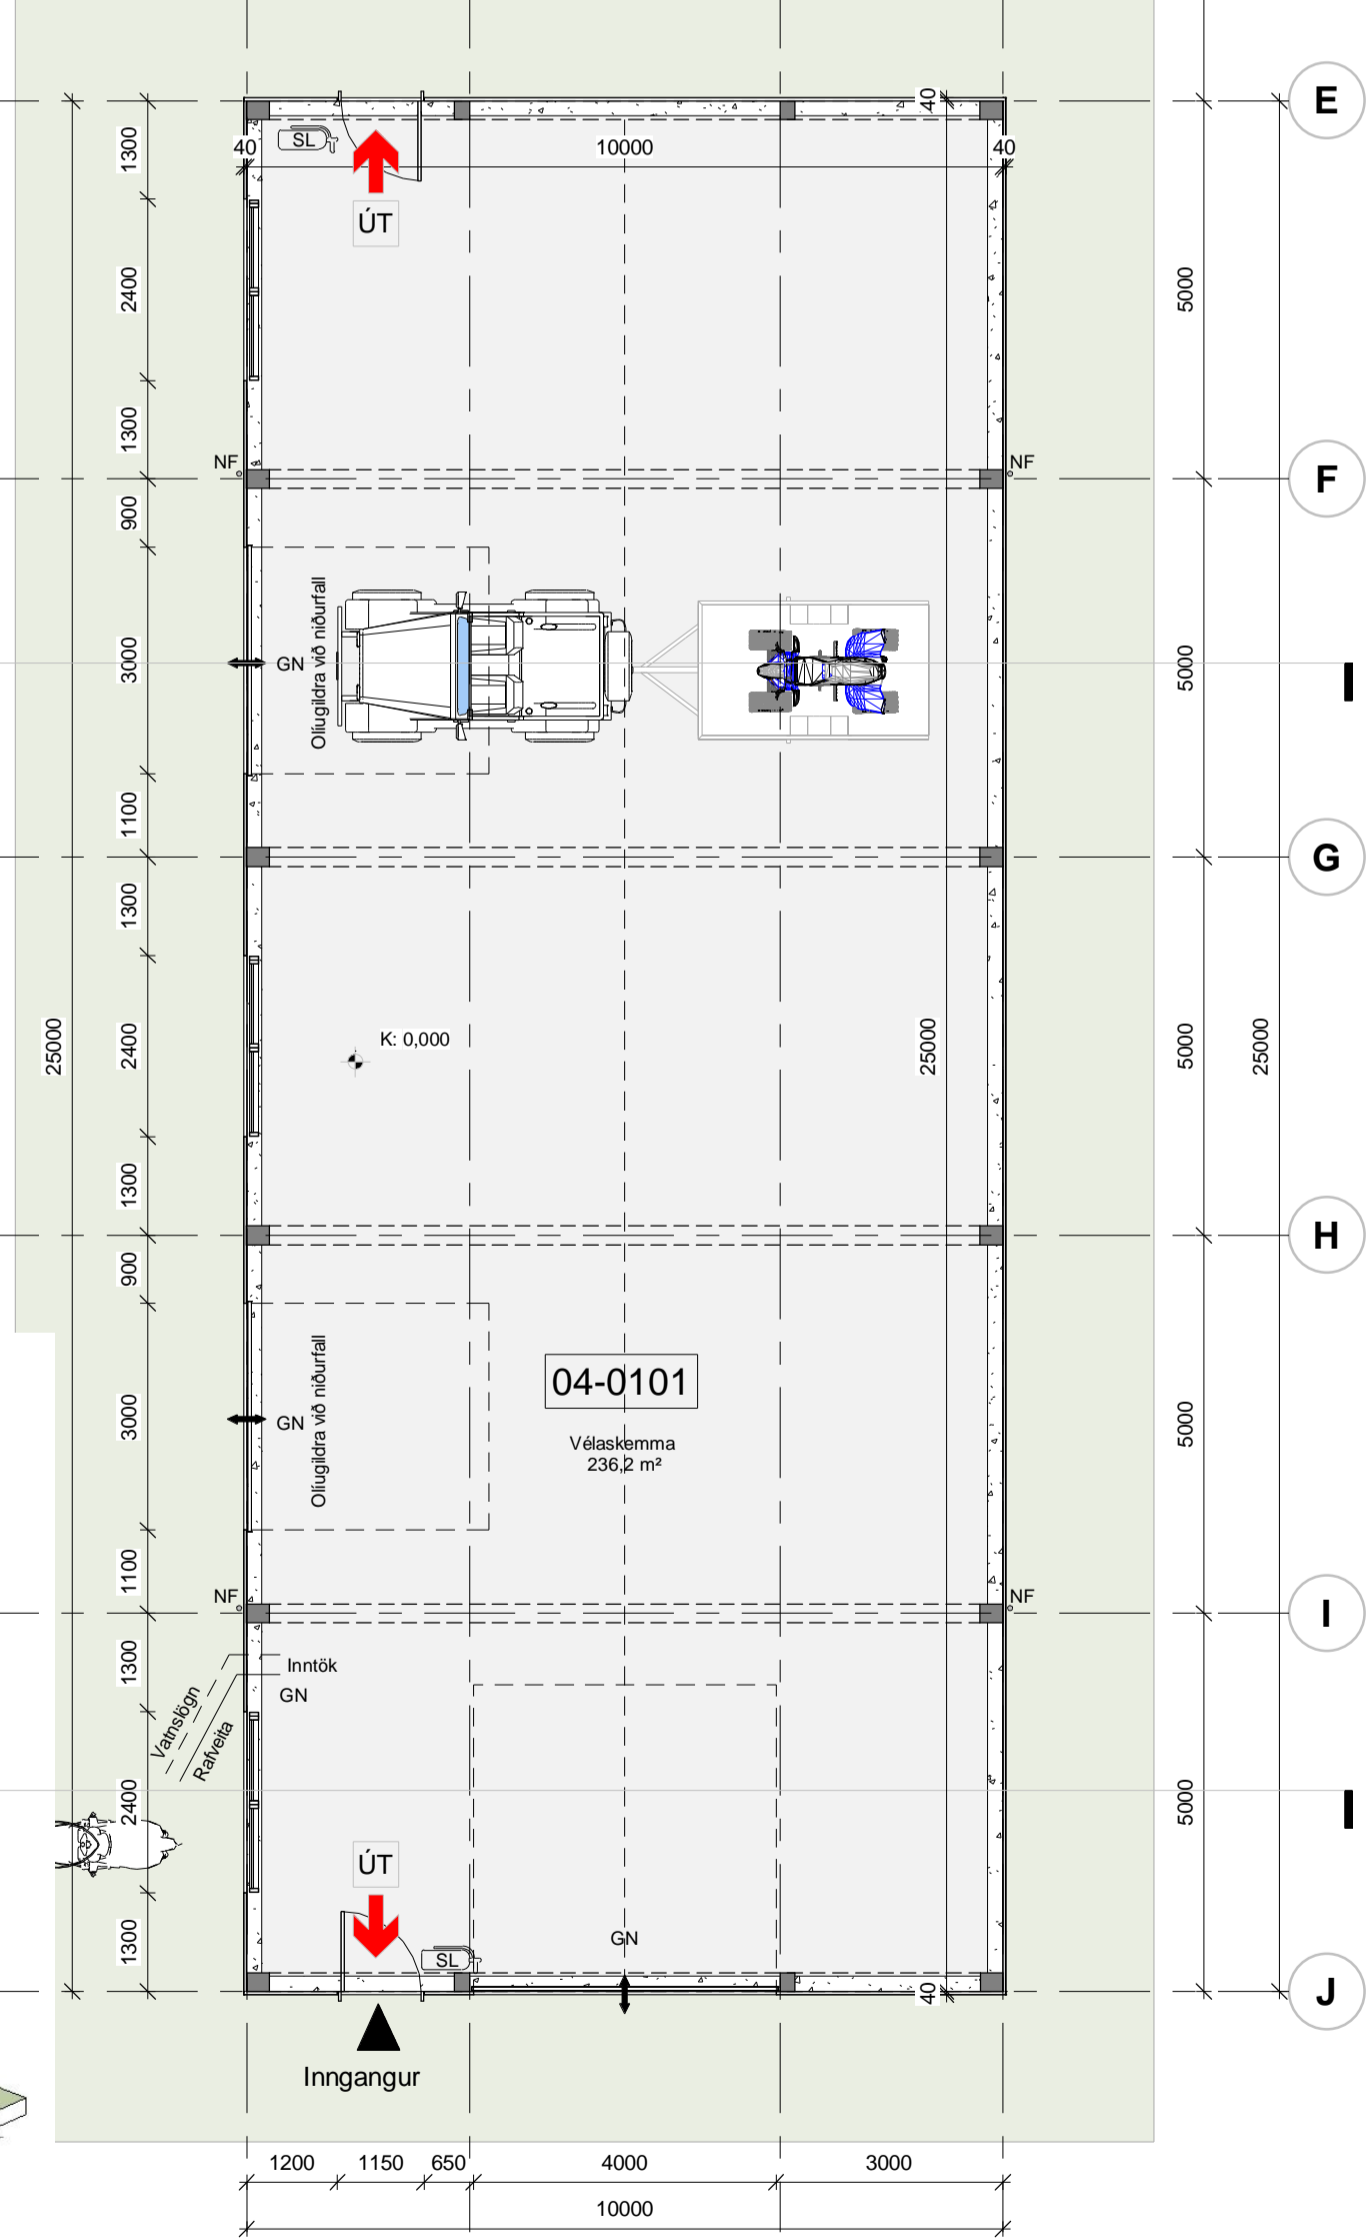 E
40
1300
SL
40
10000
40
ÚT
2400
5000
1300
NF
NF
F
900
Olíugildra við niðurfall
3000
GN
5000
1100
G
1300
K: 0,000
25000
2400
25000
5000
25000
1300
H
900
04-0101
Olíugildra við niðurfall
3000
GN
5000
Vélaskemma
236,2 m²
1100
NF
NF
I
1300
Inntök
GN
Vatnslögn
Rafveita
2400
5000
ÚT
1300
GN
SL
40
J
Inngangur
1200
1150
650
4000
3000
10000